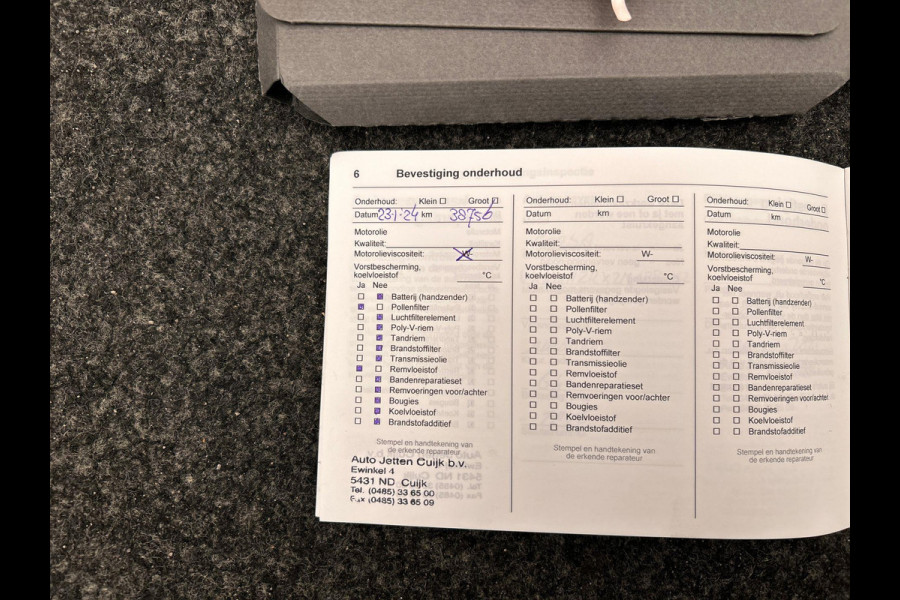 6 Bevestiging onderhoud
Onderhoud: Klein ☐ Groot ☐
Datum 23-1-24 km 38756
Motorolie
Kwaliteit:
Motorolieviscositeit: W-
Vorstbescherming,
koelvloeistof °C
Ja Nee
Batterij (handzender)
Pollenfilter
Luchtfilterelement
Poly-V-riem
Tandriem
Brandstoffilter
Transmissieolie
Remvloeistof
Bandenreparatieset
Remvoeringen voor/achter
Bougies
Koelvloeistof
Brandstofadditief
Stempel en handtekening van
de erkende reparateur
Auto Jetten Cuijk b.v.
Ewinkel 4
5431 ND Cuijk
Tel. (0485) 33 65 00
Fax (0485) 33 65 09
Onderhoud: Klein ☐ Groot ☐
Datum km
Motorolie
Kwaliteit:
Motorolieviscositeit: W-
Vorstbescherming,
koelvloeistof °C
Ja Nee
Batterij (handzender)
Pollenfilter
Luchtfilterelement
Poly-V-riem
Tandriem
Brandstoffilter
Transmissieolie
Remvloeistof
Bandenreparatieset
Remvoeringen voor/achter
Bougies
Koelvloeistof
Brandstofadditief
Stempel en handtekening van
de erkende reparateur
Onderhoud: Klein ☐ Groot ☐
Datum km
Motorolie
Kwaliteit:
Motorolieviscositeit: W-
Vorstbescherming,
koelvloeistof °C
Ja Nee
Batterij (handzender)
Pollenfilter
Luchtfilterelement
Poly-V-riem
Tandriem
Brandstoffilter
Transmissieolie
Remvloeistof
Bandenreparatieset
Remvoeringen voor/achter
Bougies
Koelvloeistof
Brandstofadditief
Stempel en handtekening van
de erkende reparateur